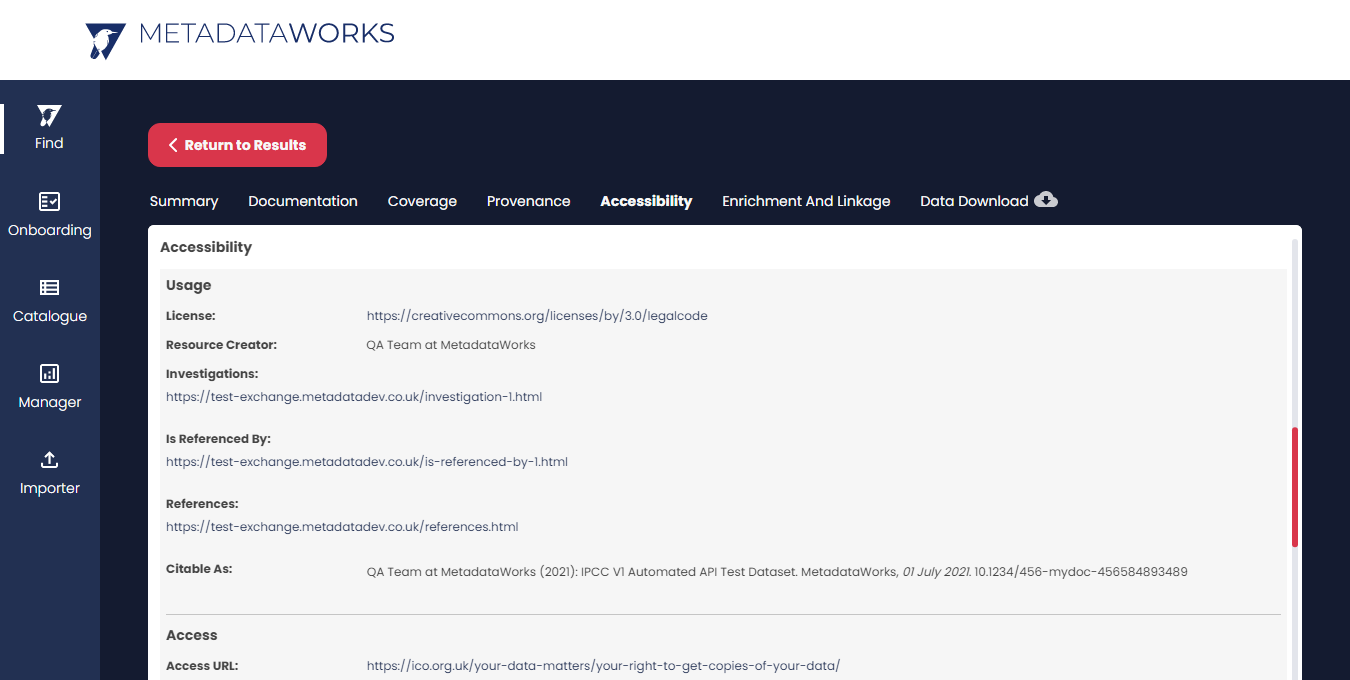 METADATAWORKS
Find
Onboarding
Catalogue
Manager
Importer
Return to Results
Summary Documentation Coverage Provenance Accessibility Enrichment And Linkage Data Download
Accessibility
Usage
License: https://creativecommons.org/licenses/by/3.0/legalcode
Resource Creator: QA Team at MetadataWorks
Investigations:
https://test-exchange.metadatadev.co.uk/investigation-1.html
Is Referenced By:
https://test-exchange.metadatadev.co.uk/is-referenced-by-1.html
References:
https://test-exchange.metadatadev.co.uk/references.html
Citable As: QA Team at MetadataWorks (2021): IPCC V1 Automated API Test Dataset. MetadataWorks, 01 July 2021. 10.1234/456-mydoc-456584893489
Access
Access URL: https://ico.org.uk/your-data-matters/your-right-to-get-copies-of-your-data/